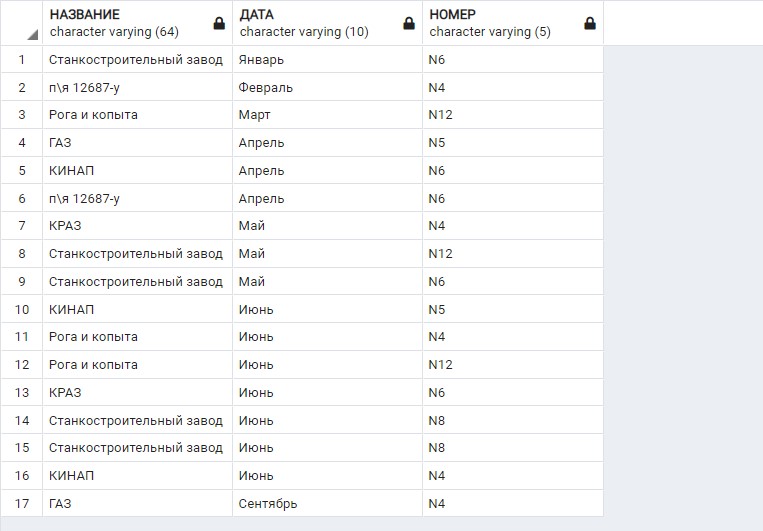 НАЗВАНИЕ ДАТА НОМЕР
character varying (64) character varying (10) character varying (5)
1 Станкостроительный завод Январь N6
2 п\я 12687-у Февраль N4
3 Рога и копыта Март N12
4 ГАЗ Апрель N5
5 КИНАП Апрель N6
6 п\я 12687-у Апрель N6
7 КРАЗ Май N4
8 Станкостроительный завод Май N12
9 Станкостроительный завод Май N6
10 КИНАП Июнь N5
11 Рога и копыта Июнь N4
12 Рога и копыта Июнь N12
13 КРАЗ Июнь N6
14 Станкостроительный завод Июнь N8
15 Станкостроительный завод Июнь N8
16 КИНАП Июнь N4
17 ГАЗ Сентябрь N4